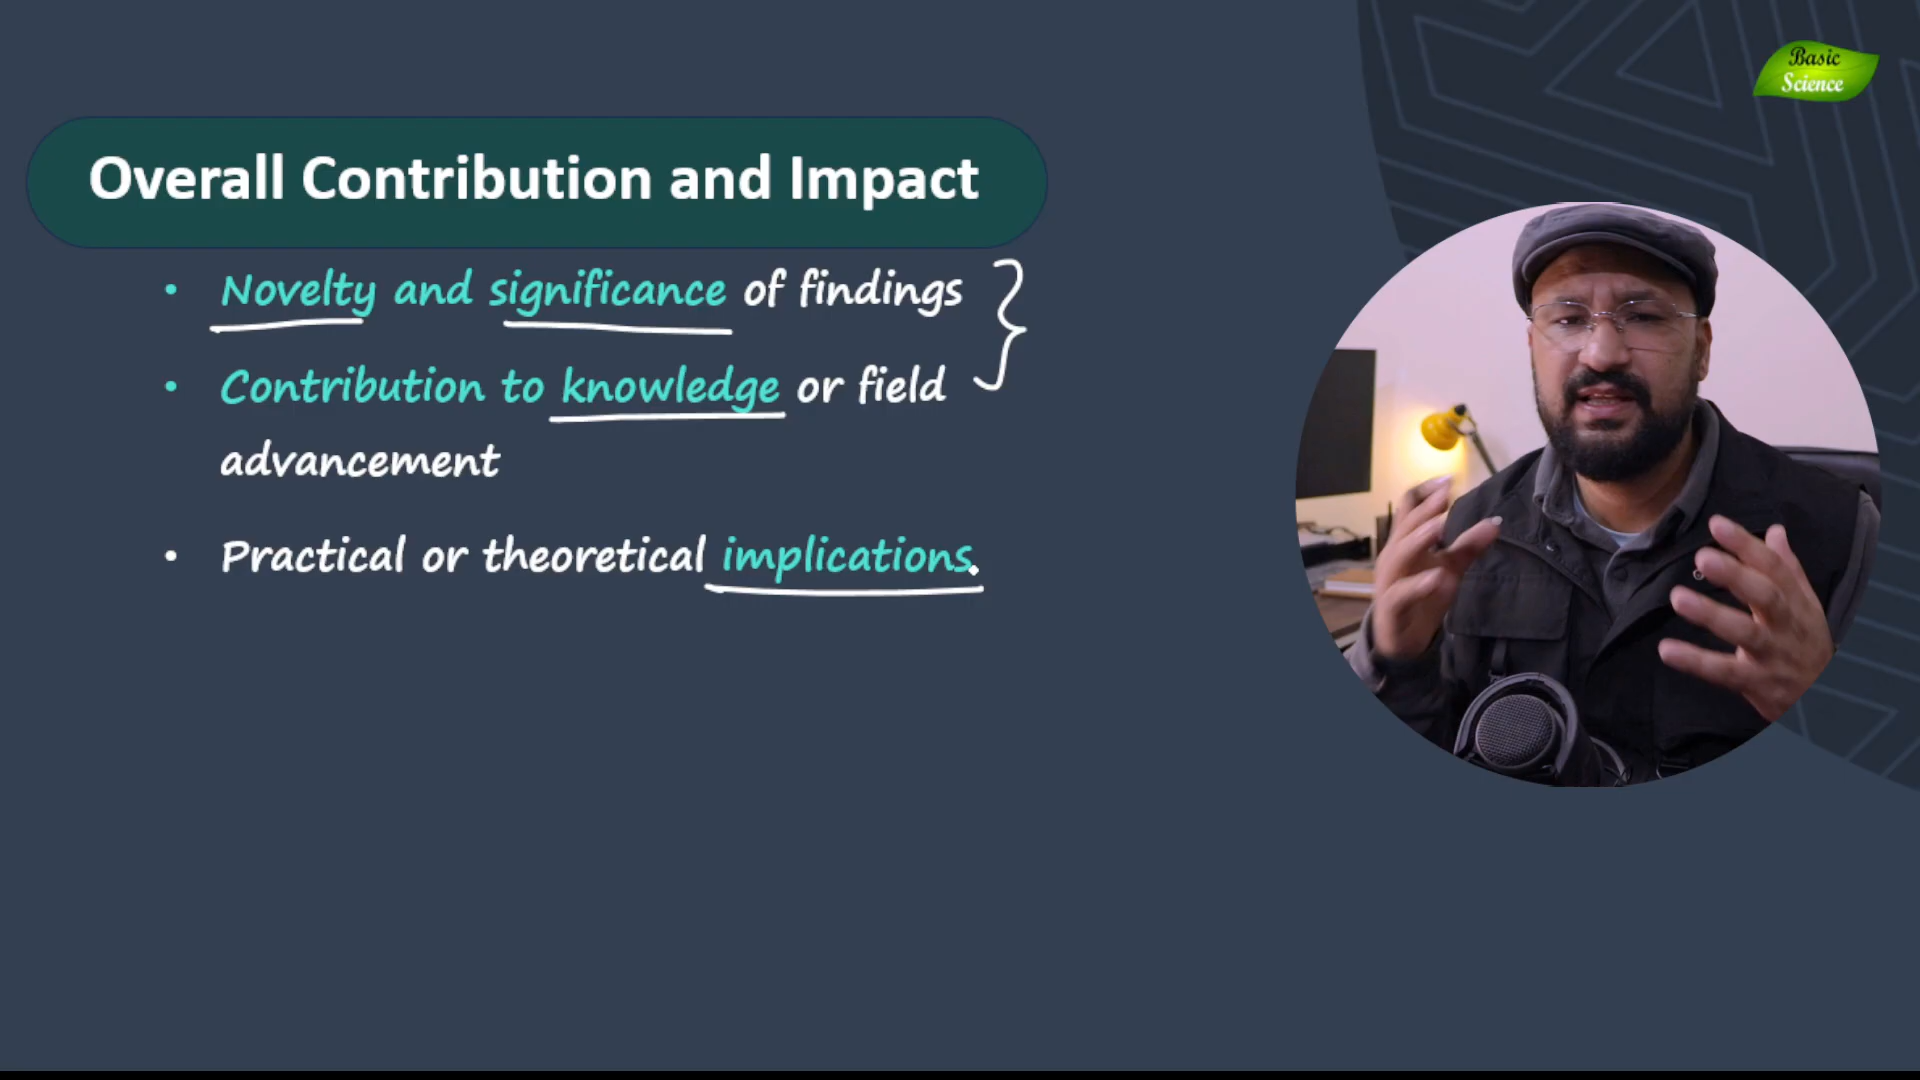 Basic
Science
Overall Contribution and Impact
• Novelty and significance of findings
• Contribution to knowledge or field
advancement
• Practical or theoretical implications.